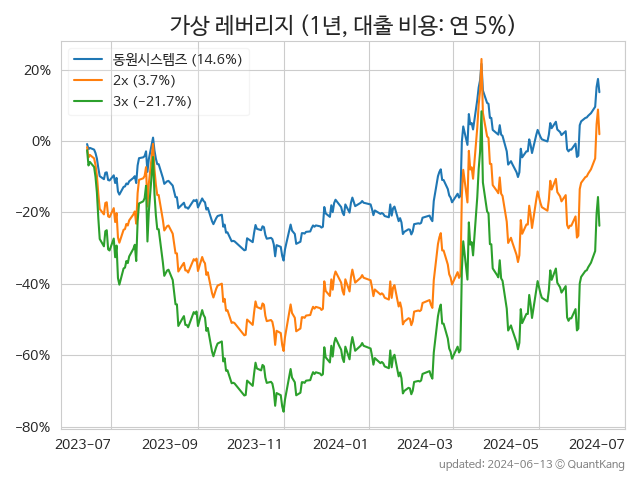 가상 레버리지 (1년, 대출 비용: 연 5%)
동원시스템즈 (14.6%)
2x (3.7%)
3x (−21.7%)
20%
0%
−20%
−40%
−60%
−80%
2023−07 2023−09 2023−11 2024−01 2024−03 2024−05 2024−07
updated: 2024-06-13 © QuantKang